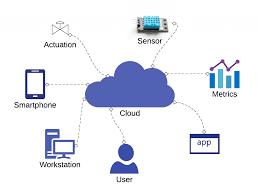 Actuation
Sensor
Smartphone
Metrics
Cloud
app
Workstation
User